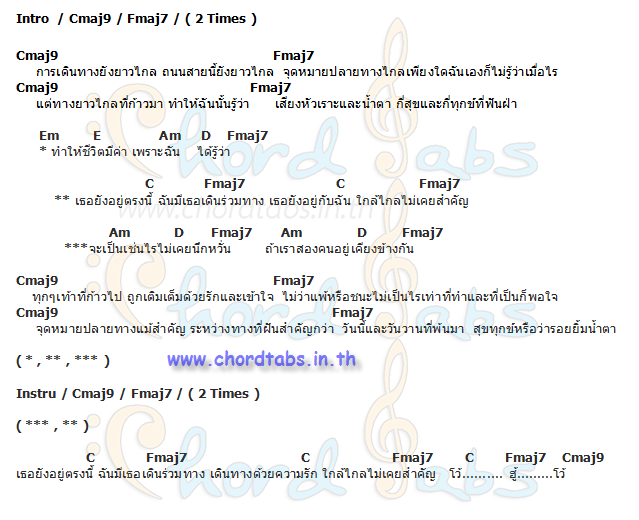 Intro / Cmaj9 / Fmaj7 / ( 2 Times )
Cmaj9 Fmaj7
การเดินทางยังยาวไกล ถนนสายนี้ยังยาวไกล จุดหมายปลายทางไกลเพียงใดฉันเองก็ไม่รู้ว่าเมื่อไร
Cmaj9 Fmaj7
แต่ทางยาวไกลที่ก้าวมา ทำให้ฉันนั้นรู้ว่า เสียงหัวเราะและน้ำตา กี่สุขและกี่ทุกข์ที่ฟันฝ่า
Em E Am D Fmaj7
* ทำให้ชีวิตมีค่า เพราะฉัน ได้รู้ว่า
C Fmaj7 C Fmaj7
** เธอยังอยู่ตรงนี้ ฉันมีเธอเดินร่วมทาง เธอยังอยู่กับฉัน ใกล้ไกลไม่เคยสำคัญ
www.chordtabs.in.th
Am D Fmaj7 Am D Fmaj7
***จะเป็นเช่นไรไม่เคยนึกหวั่น ถ้าเราสองคนอยู่เคียงข้างกัน
Cmaj9 Fmaj7
ทุกๆเท้าที่ก้าวไป ถูกเติมเต็มด้วยรักและเข้าใจ ไม่ว่าแพ้หรือชนะไม่เป็นไรเท่าที่ทำและที่เป็นก็พอใจ
Cmaj9 Fmaj7
จุดหมายปลายทางแม้สำคัญ ระหว่างทางที่ฝันสำคัญกว่า วันนี้และวันวานที่พ้นมา สุขทุกข์หรือว่ารอยยิ้มน้ำตา
( * , ** , *** ) www.chordtabs.in.th
Instru / Cmaj9 / Fmaj7 / ( 2 Times )
( *** , ** )
C Fmaj7 C Fmaj7 C Fmaj7 Cmaj9
เธอยังอยู่ตรงนี้ ฉันมีเธอเดินร่วมทาง เดินทางด้วยความรัก ใกล้ไกลไม่เคยสำคัญ โว้.......... ฮู้.........โว้